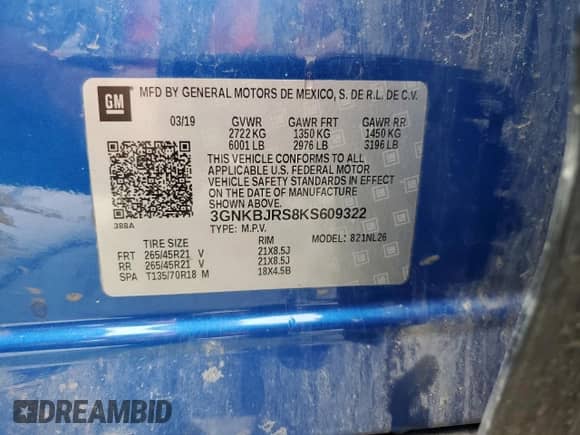 GM
MFD BY GENERAL MOTORS DE MEXICO, S. DE R.L. DE C.V.
03/19 GVWR GAWR FRT GAWR RR
2722 KG 1350 KG 1450 KG
6001 LB 2976 LB 3196 LB
THIS VEHICLE CONFORMS TO ALL
APPLICABLE U.S. FEDERAL MOTOR
VEHICLE SAFETY STANDARDS IN EFFECT
ON THE DATE OF MANUFACTURE
SHOWN ABOVE.
3GNKBJRS8KS609322
388A TYPE: M.P.V.
TIRE SIZE RIM MODEL: 821NL26
FRT 265/45R21 V 21X8.5J
RR 265/45R21 V 21X8.5J
SPA T135/70R18 M 18X4.5B
DREAMBID